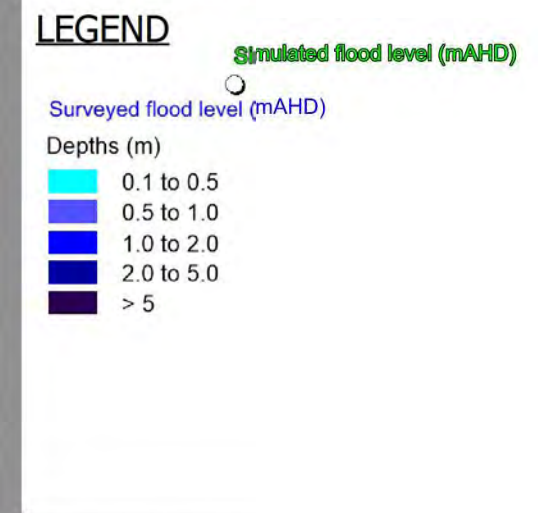 LEGEND
Simulated flood level (mAHD)
Surveyed flood level (mAHD)
Depths (m)
0.1 to 0.5
0.5 to 1.0
1.0 to 2.0
2.0 to 5.0
> 5